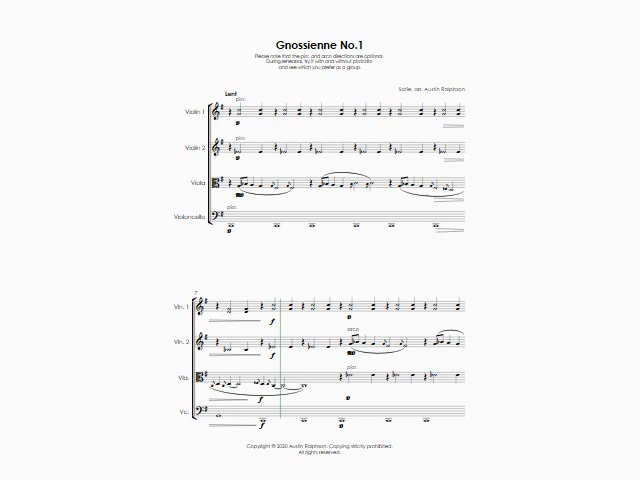 Gnossienne No.1
Please note that the pizz. and arco directions are optional.
During rehearsal, try it with and without pizzicato
and see which you prefer as a group.
Satie, arr. Austin Ralphson
Lent
pizz.
Violin 1
p
pizz.
Violin 2
p
Viola
mp
pizz.
Violoncello
p
7
Vln. 1
f
p
arco
Vln. 2
f
mp
pizz.
Vla.
f
p
Vc.
f
p
Copyright © 2020 Austin Ralphson. Copying strictly prohibited.
All rights reserved.